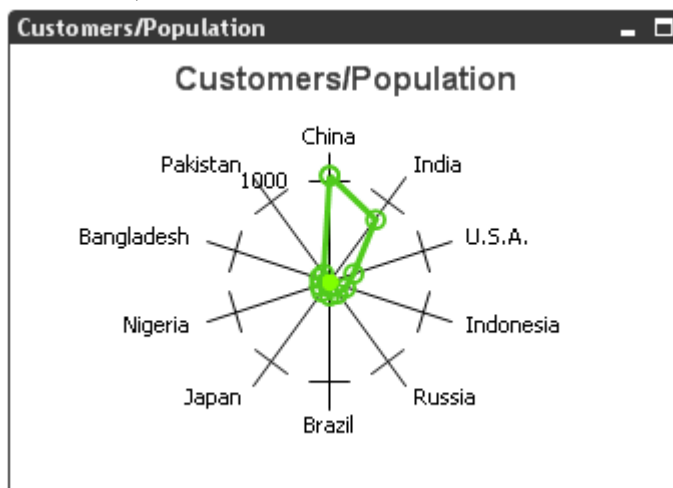 Customers/Population
Customers/Population
China
Pakistan
1000
India
Bangladesh
U.S.A.
Nigeria
Indonesia
Japan
Russia
Brazil